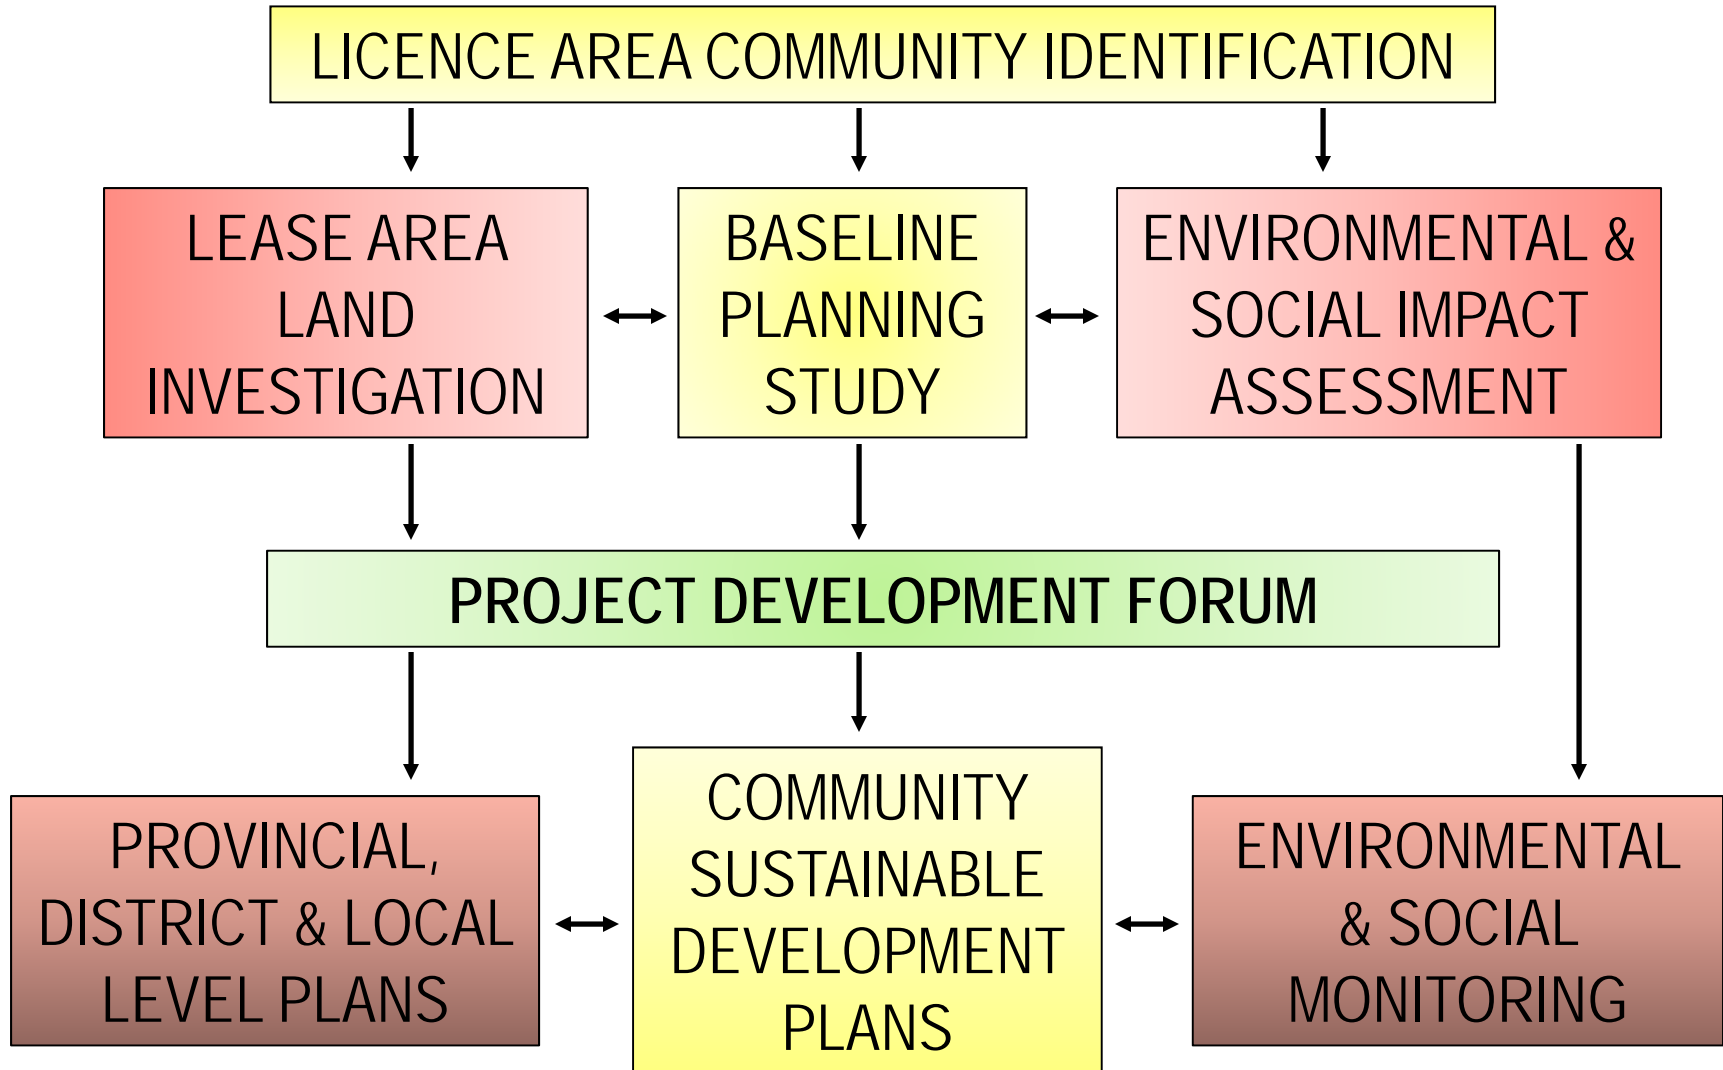 LICENCE AREA COMMUNITY IDENTIFICATION
LEASE AREA
LAND
INVESTIGATION
BASELINE
PLANNING
STUDY
ENVIRONMENTAL &
SOCIAL IMPACT
ASSESSMENT
PROJECT DEVELOPMENT FORUM
PROVINCIAL,
DISTRICT & LOCAL
LEVEL PLANS
COMMUNITY
SUSTAINABLE
DEVELOPMENT
PLANS
ENVIRONMENTAL
& SOCIAL
MONITORING